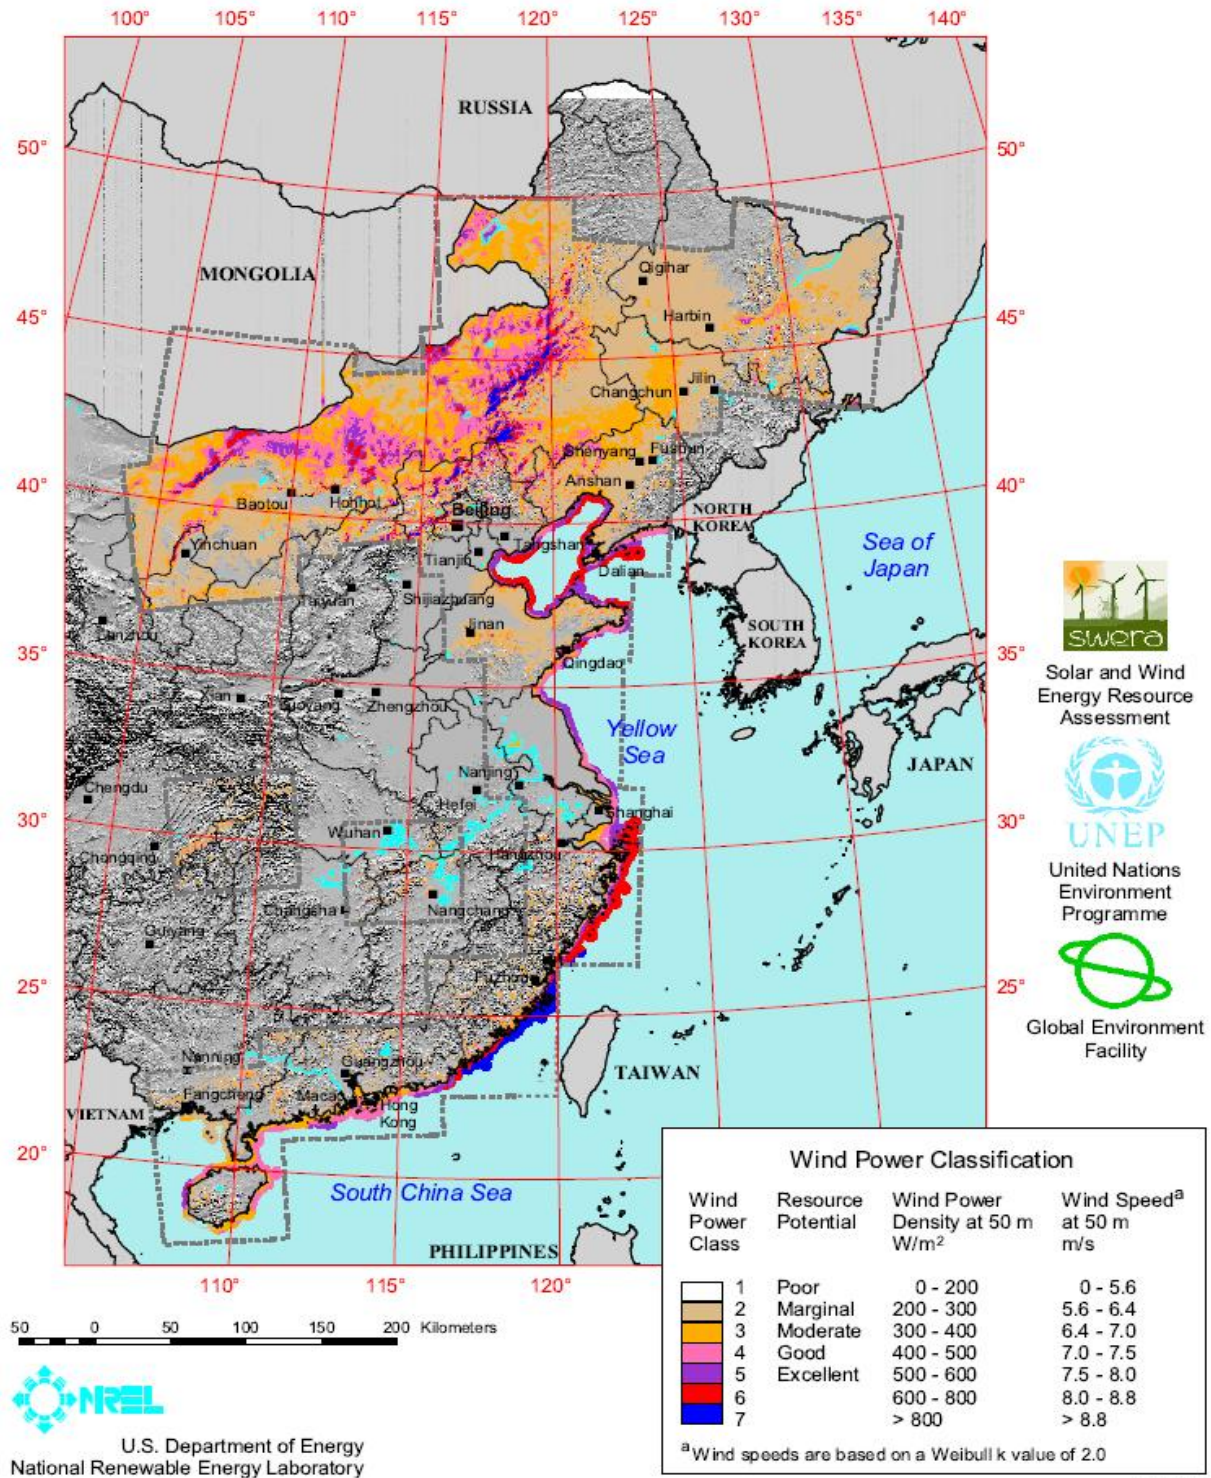 100° 105° 110° 115° 120° 125° 130° 135° 140°
RUSSIA
50° 50°
MONGOLIA
Qigihar
45° Harbin 45°
Changchun Jilin
Shenyang Fushun
Anshan
40° 40°
Baotou Hohhot Beijing
NORTH
KOREA
Yinchuan Tianjin Tangshan
Dalian
Sea of
Japan
Taiyuan Shijiazhuang
Lanzhou Jinan
SOUTH
KOREA
35° Qingdao 35°
Xian Luoyang Zhengzhou
Yellow
Sea
JAPAN
Chengdu Nanjing
Hefei Shanghai
30° Wuhan 30°
Chongqing Hangzhou
Changsha Nangchang
Guiyang
25° Fuzhou 25°
Nanning Guangzhou
TAIWAN
Fangcheng Macao Hong
Kong
VIETNAM
20°
South China Sea
PHILIPPINES
110° 115° 120°
swera
Solar and Wind
Energy Resource
Assessment
UNEP
United Nations
Environment
Programme
Global Environment
Facility
Wind Power Classification
Wind Resource Wind Power Wind Speedᵃ
Power Potential Density at 50 m at 50 m
Class W/m² m/s
1 Poor 0 - 200 0 - 5.6
2 Marginal 200 - 300 5.6 - 6.4
3 Moderate 300 - 400 6.4 - 7.0
4 Good 400 - 500 7.0 - 7.5
5 Excellent 500 - 600 7.5 - 8.0
6 600 - 800 8.0 - 8.8
7 > 800 > 8.8
ᵃ Wind speeds are based on a Weibull k value of 2.0
50 0 50 100 150 200 Kilometers
NREL
U.S. Department of Energy
National Renewable Energy Laboratory